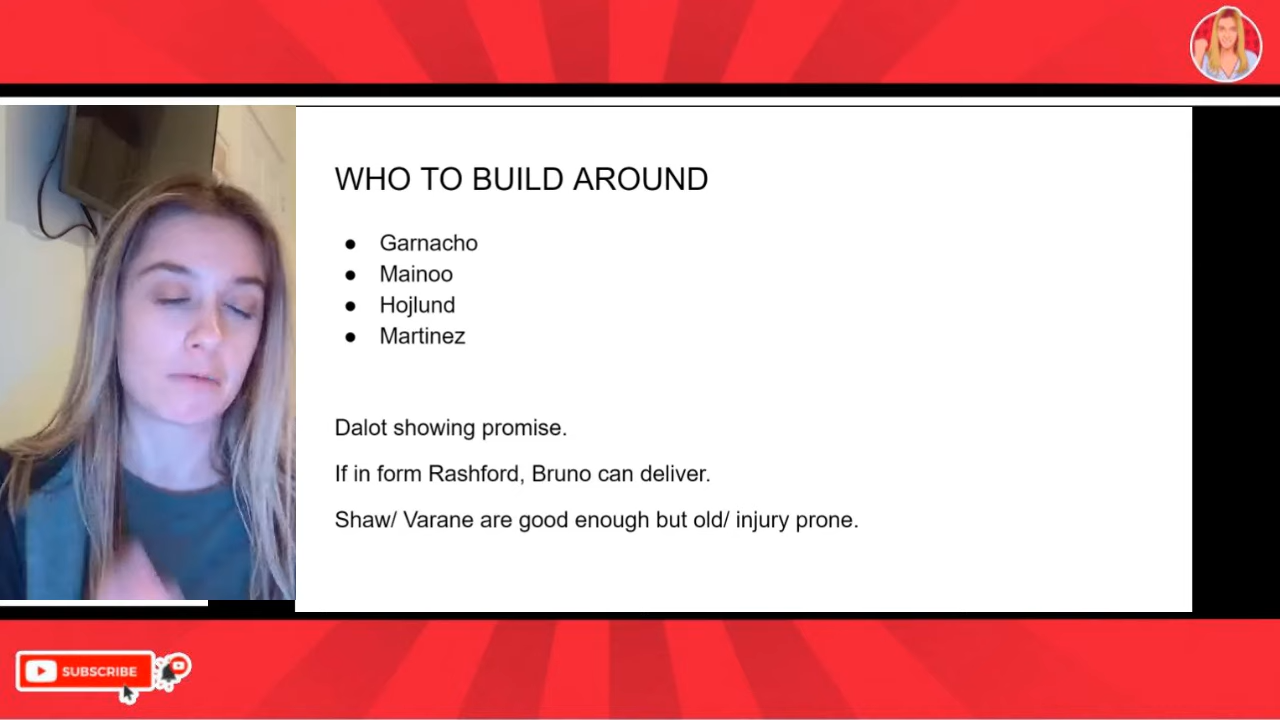 WHO TO BUILD AROUND
● Garnacho
● Mainoo
● Hojlund
● Martinez
Dalot showing promise.
If in form Rashford, Bruno can deliver.
Shaw/ Varane are good enough but old/ injury prone.
SUBSCRIBE